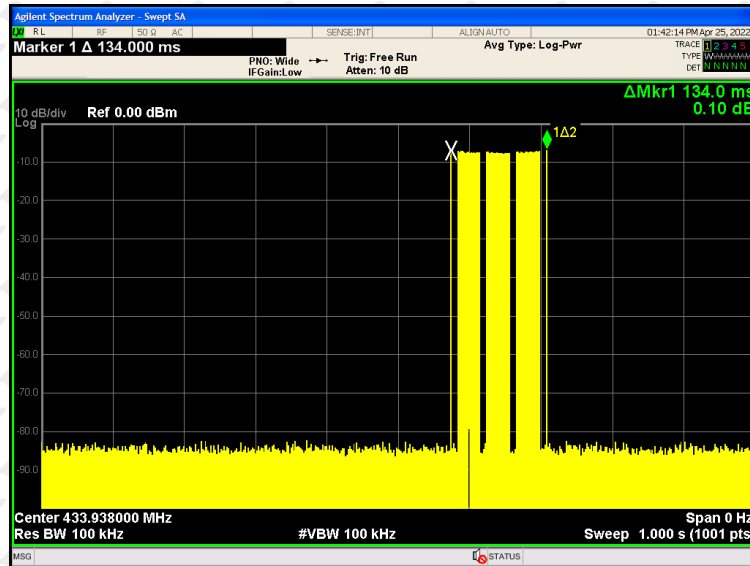 Agilent Spectrum Analyzer - Swept SA
RL RF 50 Ω AC SENSE:INT ALIGN AUTO 01:42:14 PM Apr 25, 2022
Marker 1 Δ 134.000 ms
PNO: Wide Trig: Free Run Avg Type: Log-Pwr TRACE 1 2 3 4 5
IFGain:Low Atten: 10 dB TYPE
DET N N N N N
ΔMkr1 134.0 ms
10 dB/div Ref 0.00 dBm 0.10 dB
Log
1Δ2
X
-10.0
-20.0
-30.0
-40.0
-50.0
-60.0
-70.0
-80.0
-90.0
Center 433.938000 MHz Span 0 Hz
Res BW 100 kHz #VBW 100 kHz Sweep 1.000 s (1001 pts
MSG STATUS